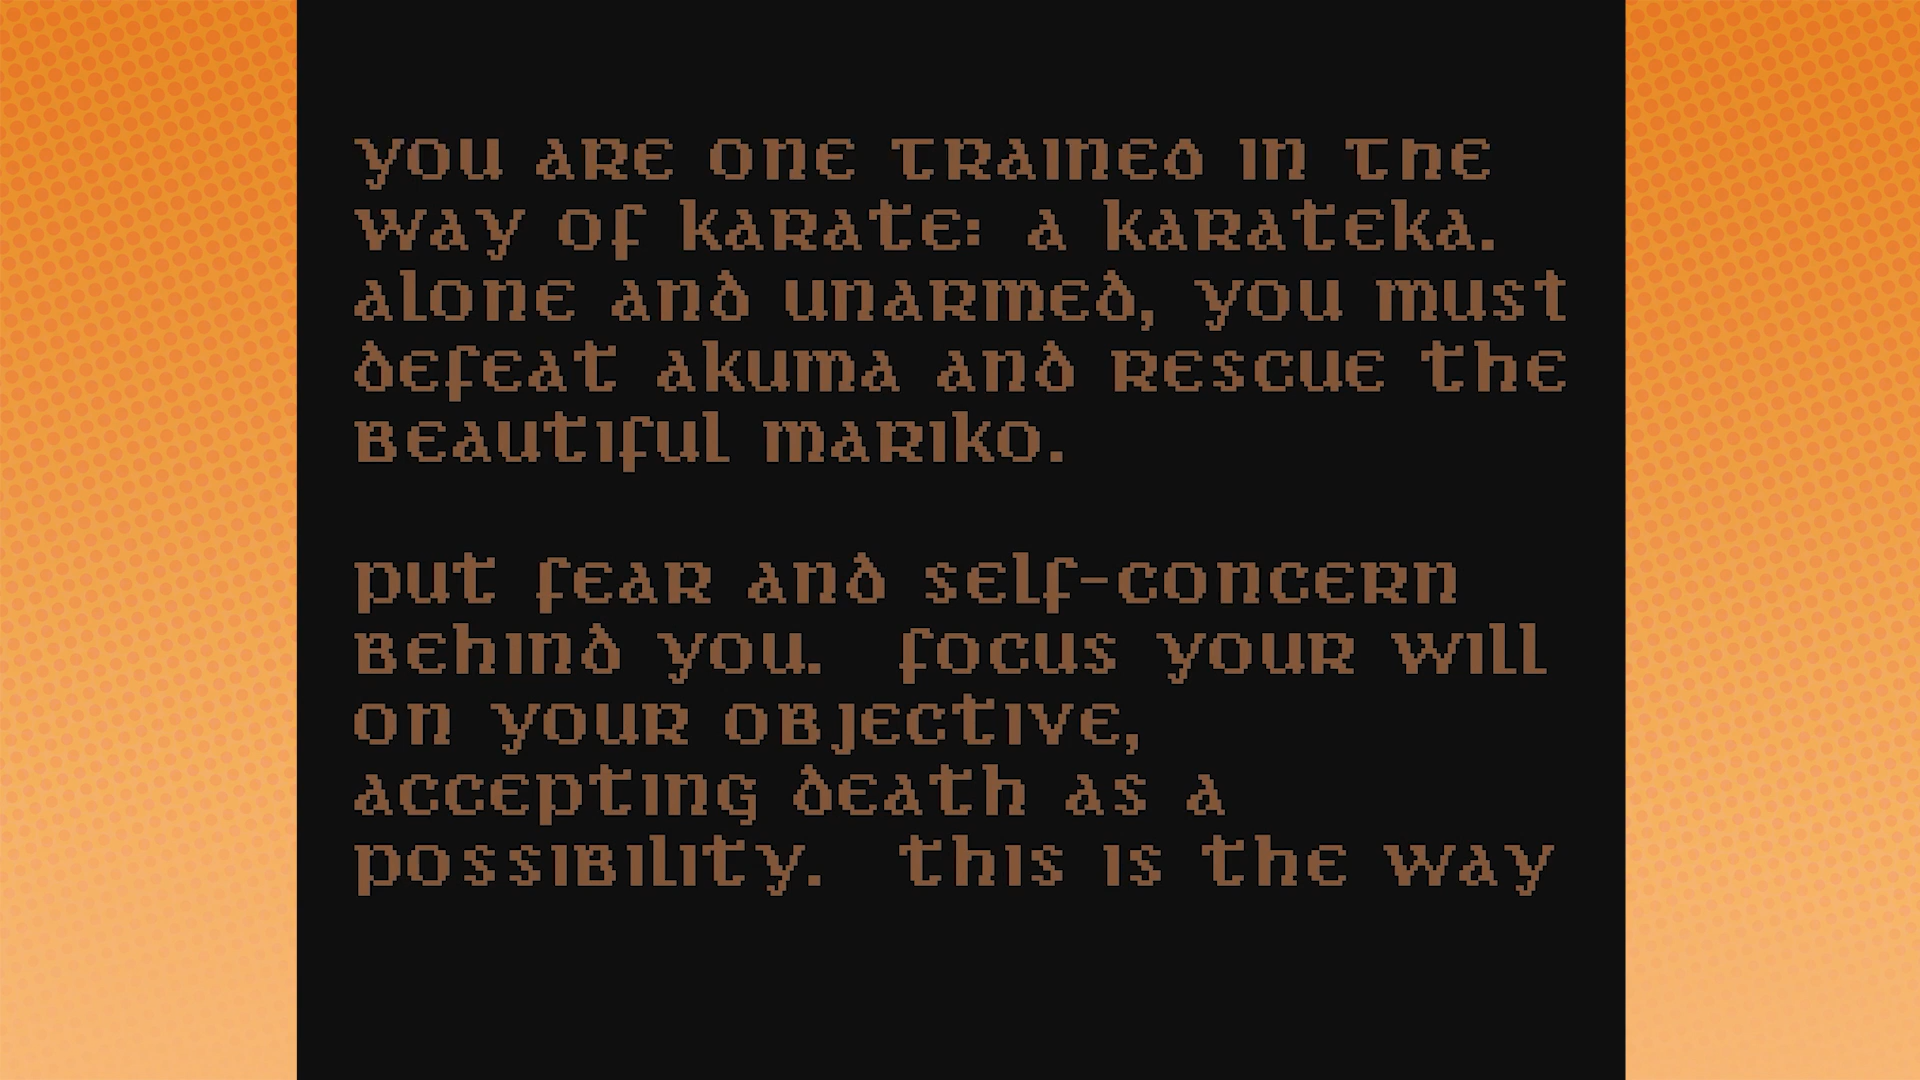 you are one trained in the
way of karate: a karateka.
alone and unarmed, you must
defeat akuma and rescue the
beautiful mariko.
put fear and self-concern
behind you.  focus your will
on your objective,
accepting death as a
possibility.  this is the way